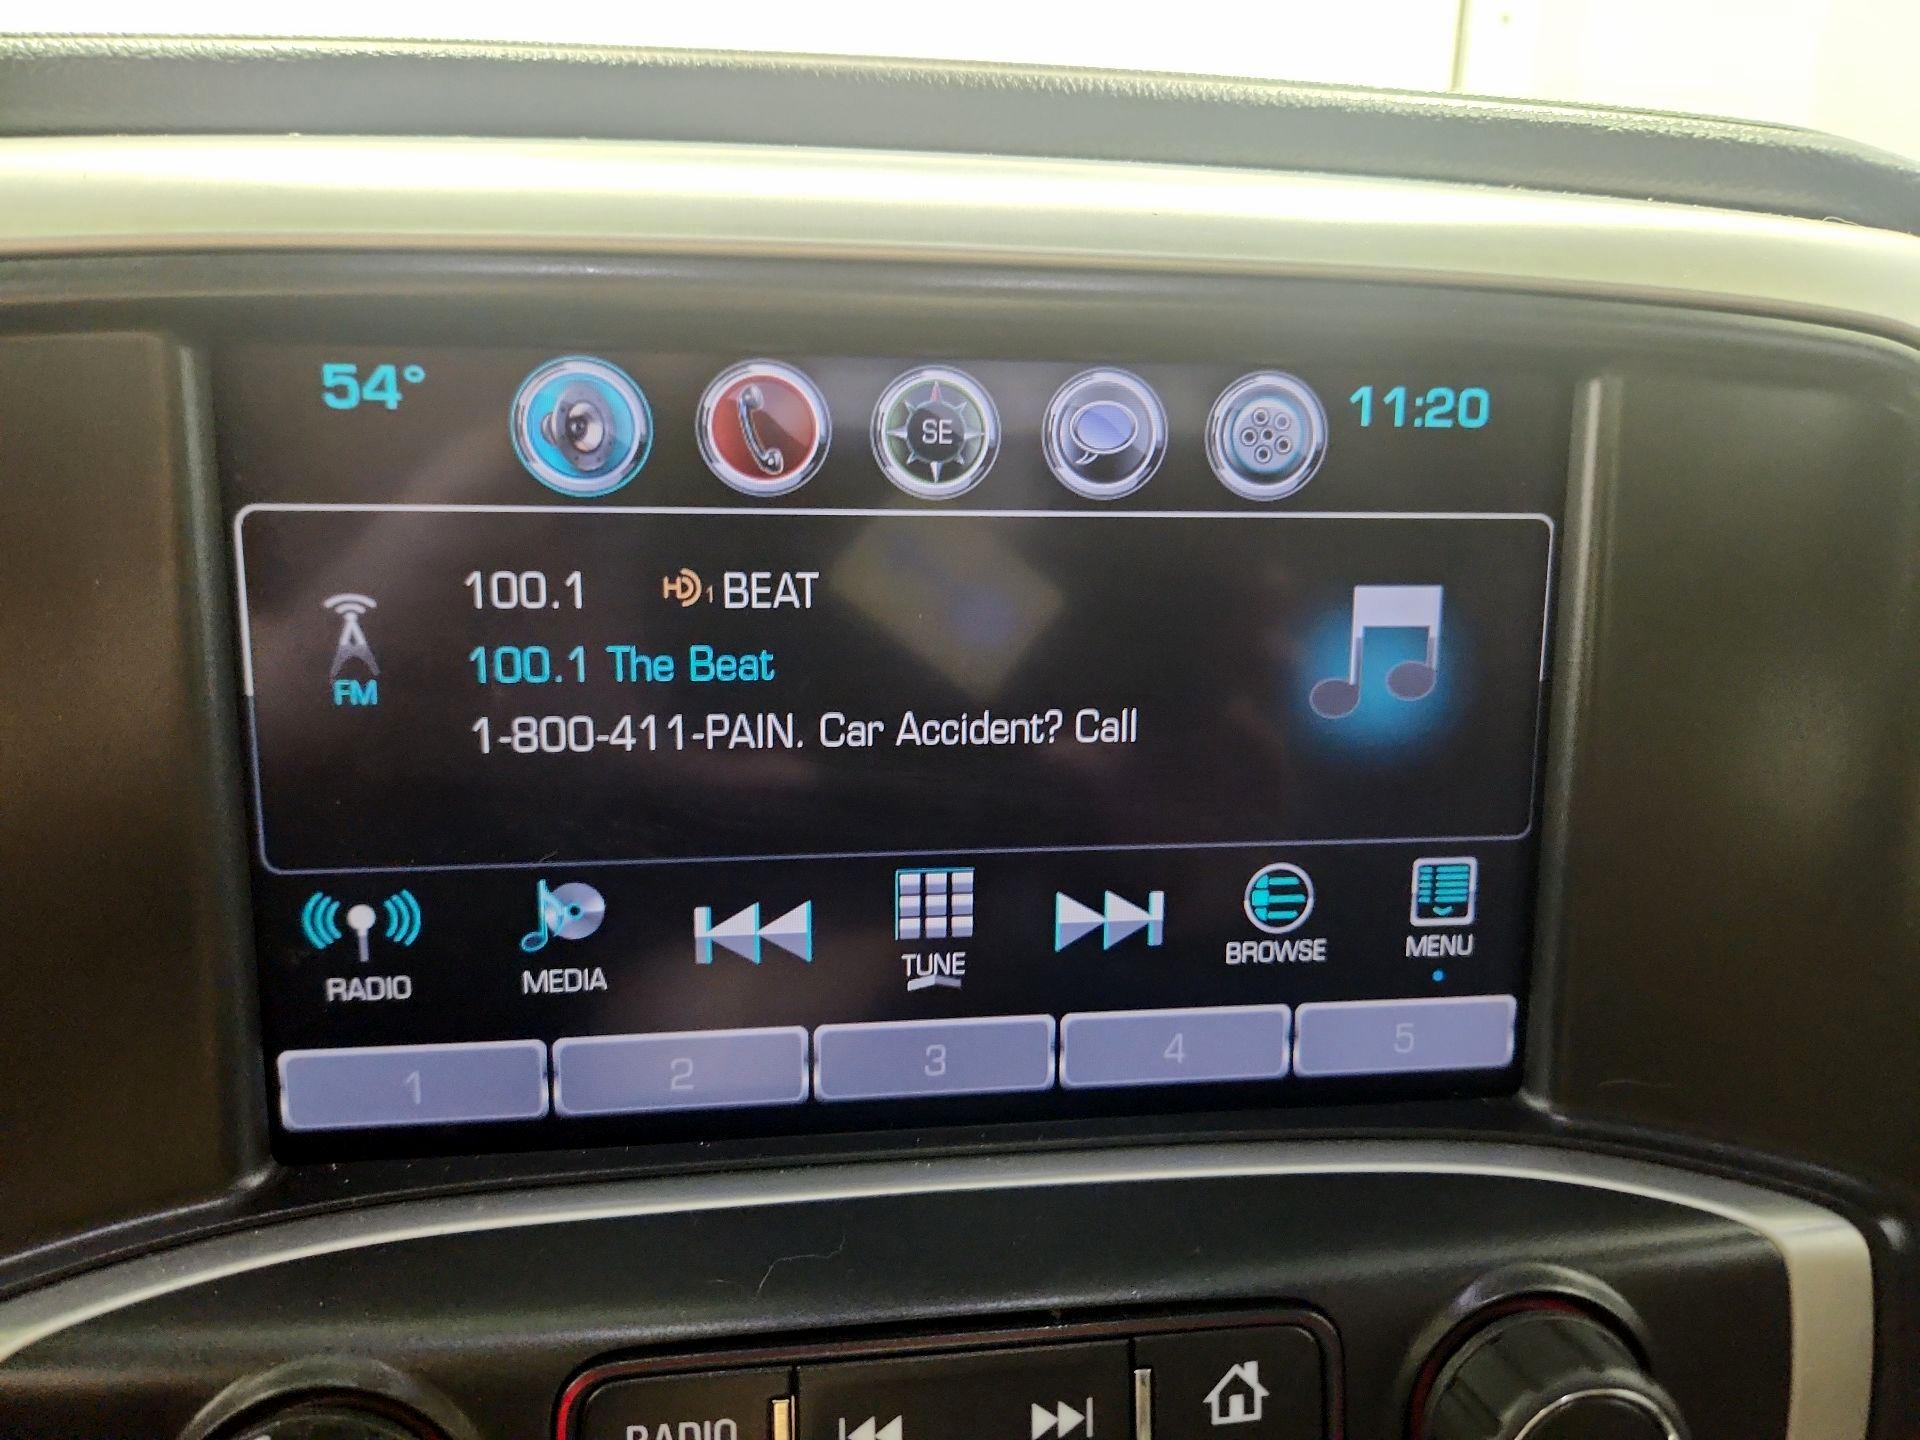 54° SE 11:20
100.1 HD 1 BEAT
100.1 The Beat
1-800-411-PAIN. Car Accident? Call
FM
RADIO MEDIA TUNE BROWSE MENU
1 2 3 4 5
RADIO